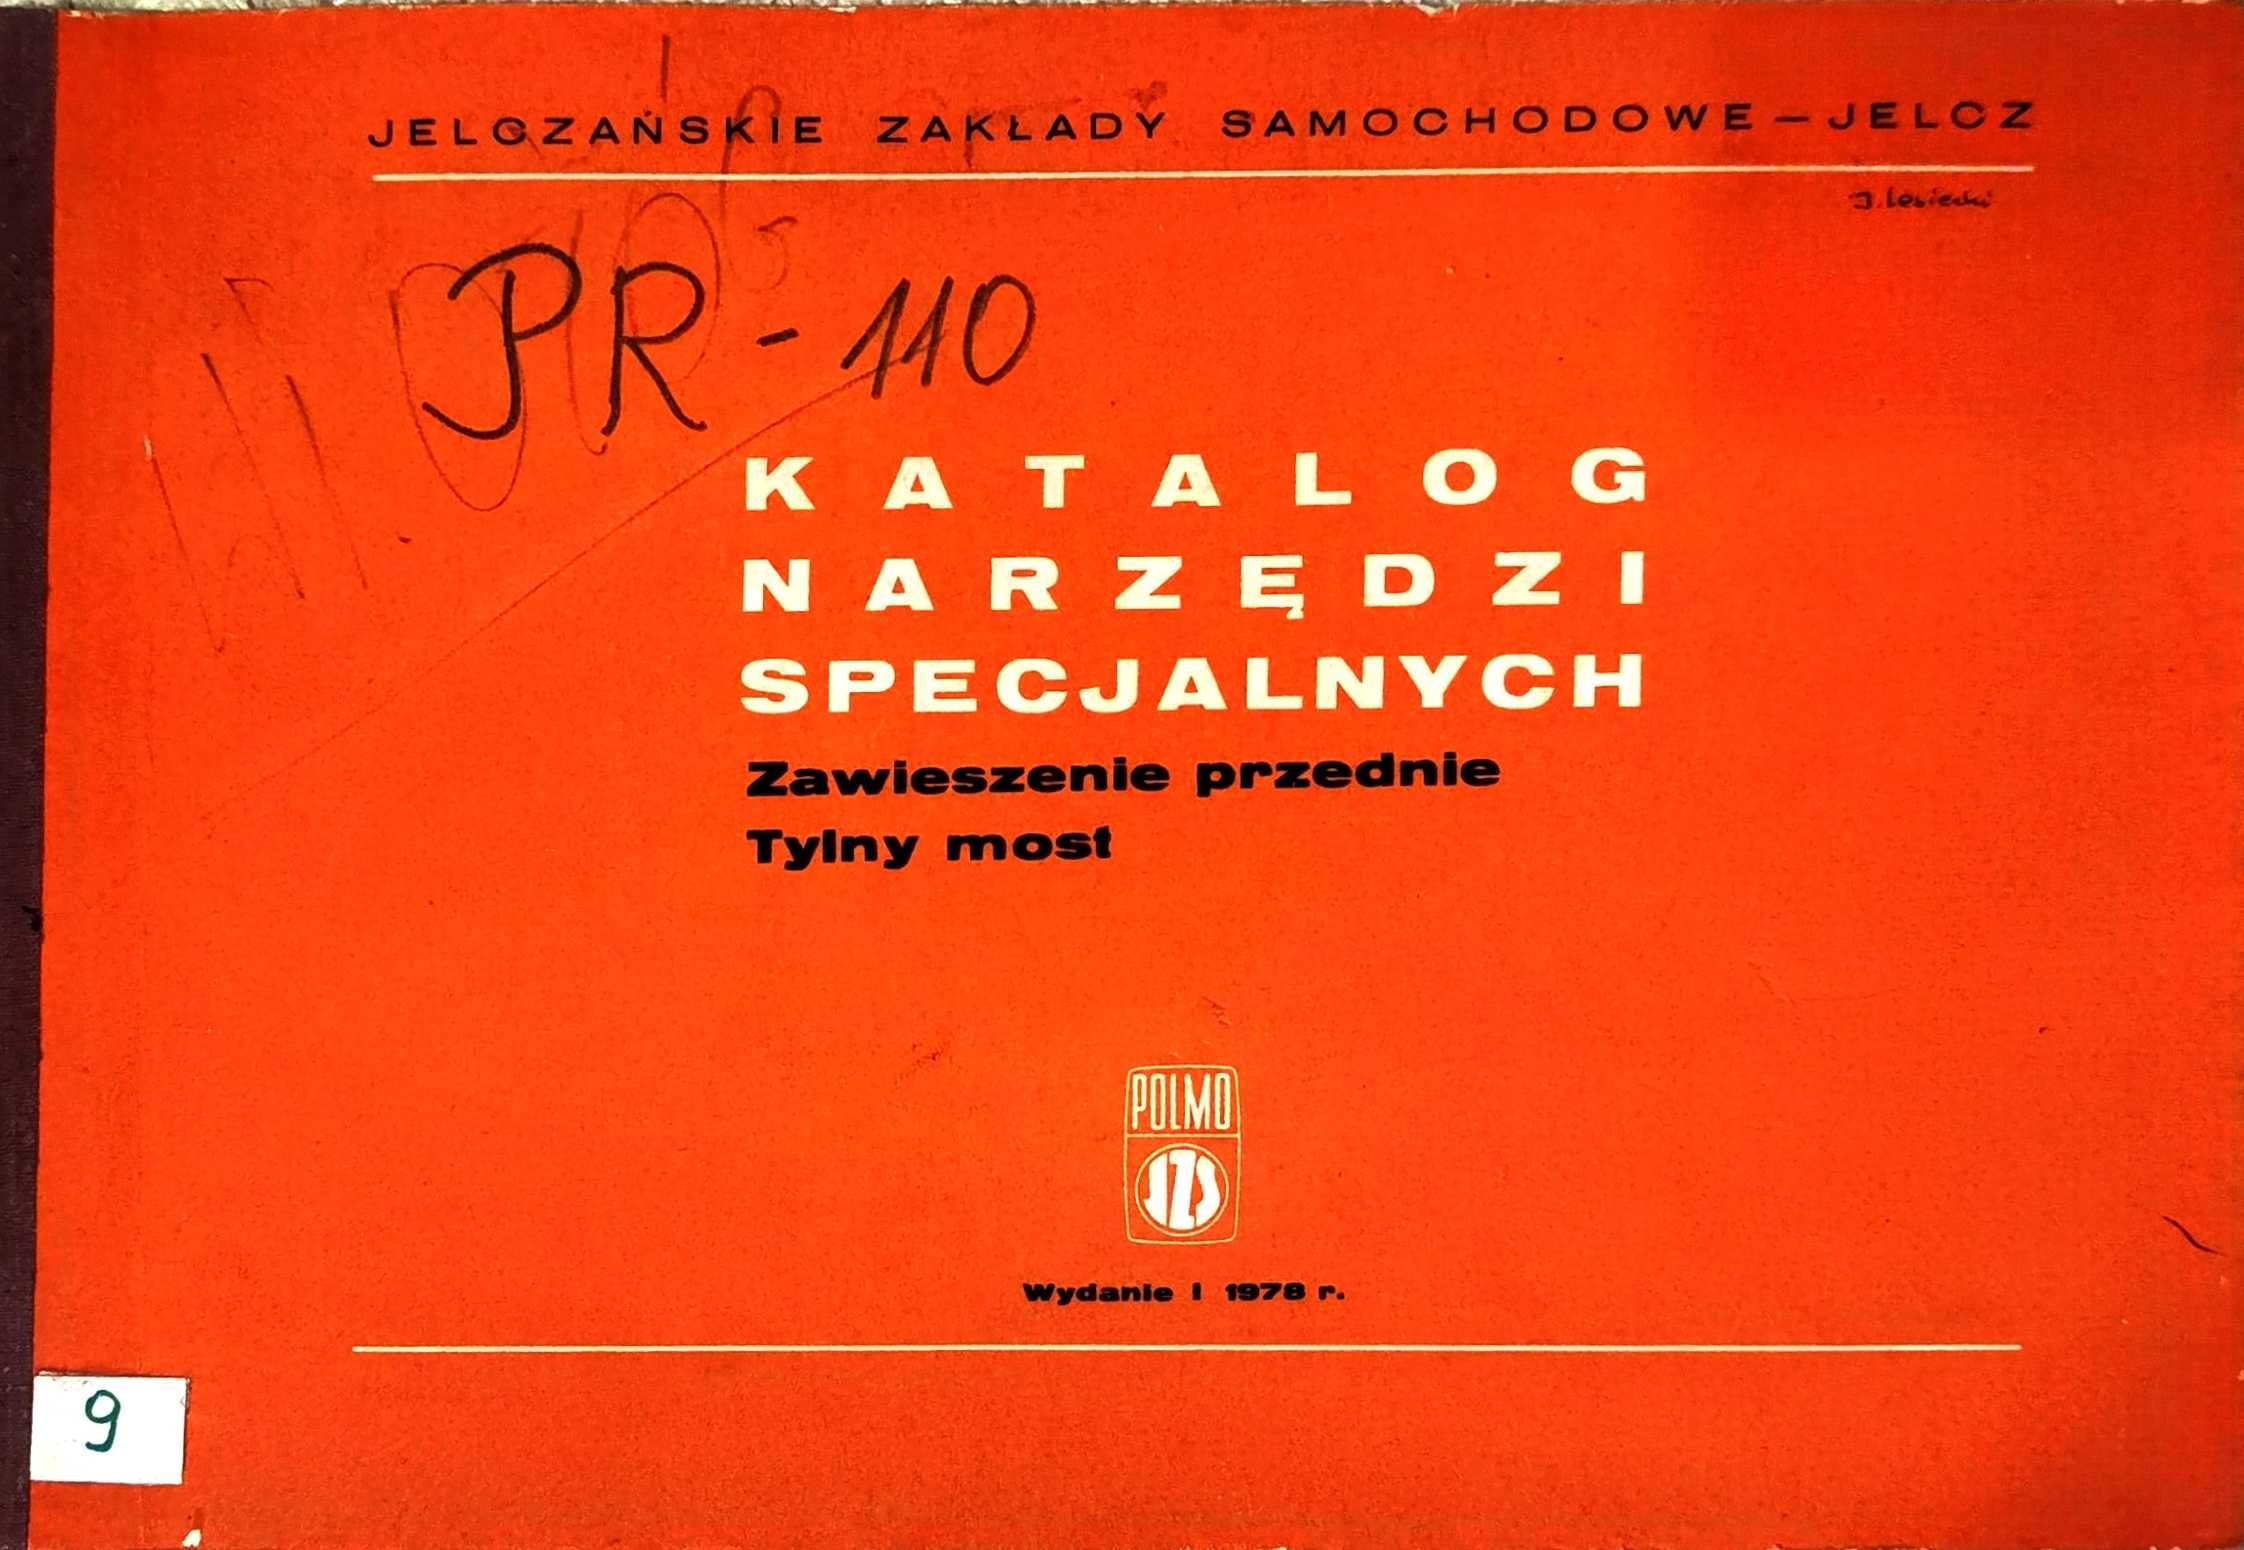 JELCZAŃSKIE ZAKŁADY SAMOCHODOWE – JELCZ
J. Lesiecki
PR - 110
KATALOG
NARZĘDZI
SPECJALNYCH
Zawieszenie przednie
Tylny most
POLMO
JZS
Wydanie I 1978 r.
9